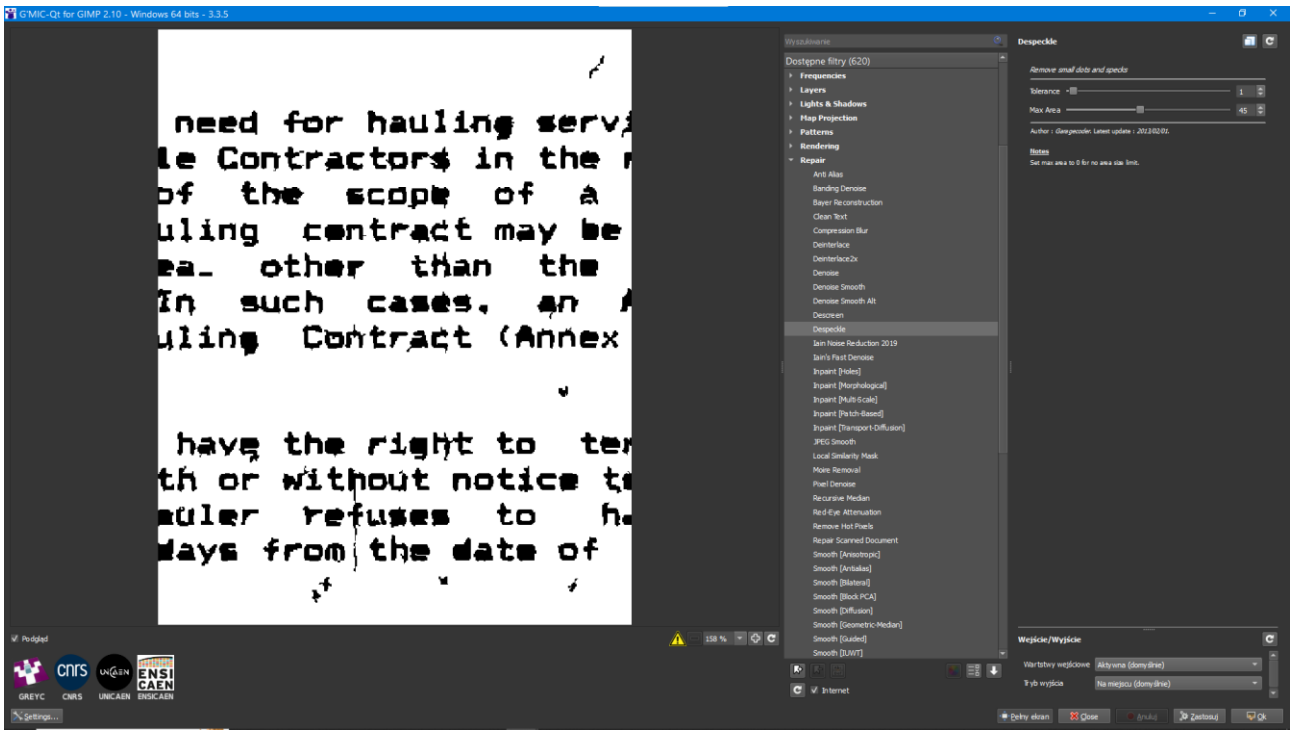 G'MIC-Qt for GIMP 2.10 - Windows 64 bits - 3.3.5
need for hauling servi
le Contractors in the
of the scope of a
uling contract may be
ea. other than the
In such cases, an
uling Contract (Annex
have the right to ter
th or without notice t
auler refuses to ha
days from the date of
Podgląd
158 %
GREYC
cnrs
CNRS
UNICAEN
UNICAEN
ENSI
CAEN
ENSICAEN
Settings...
Wyszukiwanie
Dostępne filtry (620)
Frequencies
Layers
Lights & Shadows
Map Projection
Patterns
Rendering
Repair
Anti Alias
Banding Denoise
Bayer Reconstruction
Clean Text
Compression Blur
Deinterlace
Deinterlace2x
Denoise
Denoise Smooth
Denoise Smooth Alt
Descreen
Despeckle
Iain Noise Reduction 2019
Iain's Fast Denoise
Inpaint [Holes]
Inpaint [Morphological]
Inpaint [Multi-Scale]
Inpaint [Patch-Based]
Inpaint [Transport-Diffusion]
JPEG Smooth
Local Similarity Mask
Moire Removal
Pixel Denoise
Recursive Median
Red-Eye Attenuation
Remove Hot Pixels
Repair Scanned Document
Smooth [Anisotropic]
Smooth [Antialias]
Smooth [Bilateral]
Smooth [Block PCA]
Smooth [Diffusion]
Smooth [Geometric-Median]
Smooth [Guided]
Smooth [IUWT]
Internet
Despeckle
Remove small dots and specks
Tolerance 1
Max Area 45
Author : Garagecoder. Latest update : 2013/02/01.
Notes
Set max area to 0 for no area size limit.
Wejście/Wyjście
Warstwy wejściowe Aktywna (domyślnie)
Tryb wyjścia Na miejscu (domyślnie)
Pełny ekran Close Anuluj Zastosuj Ok